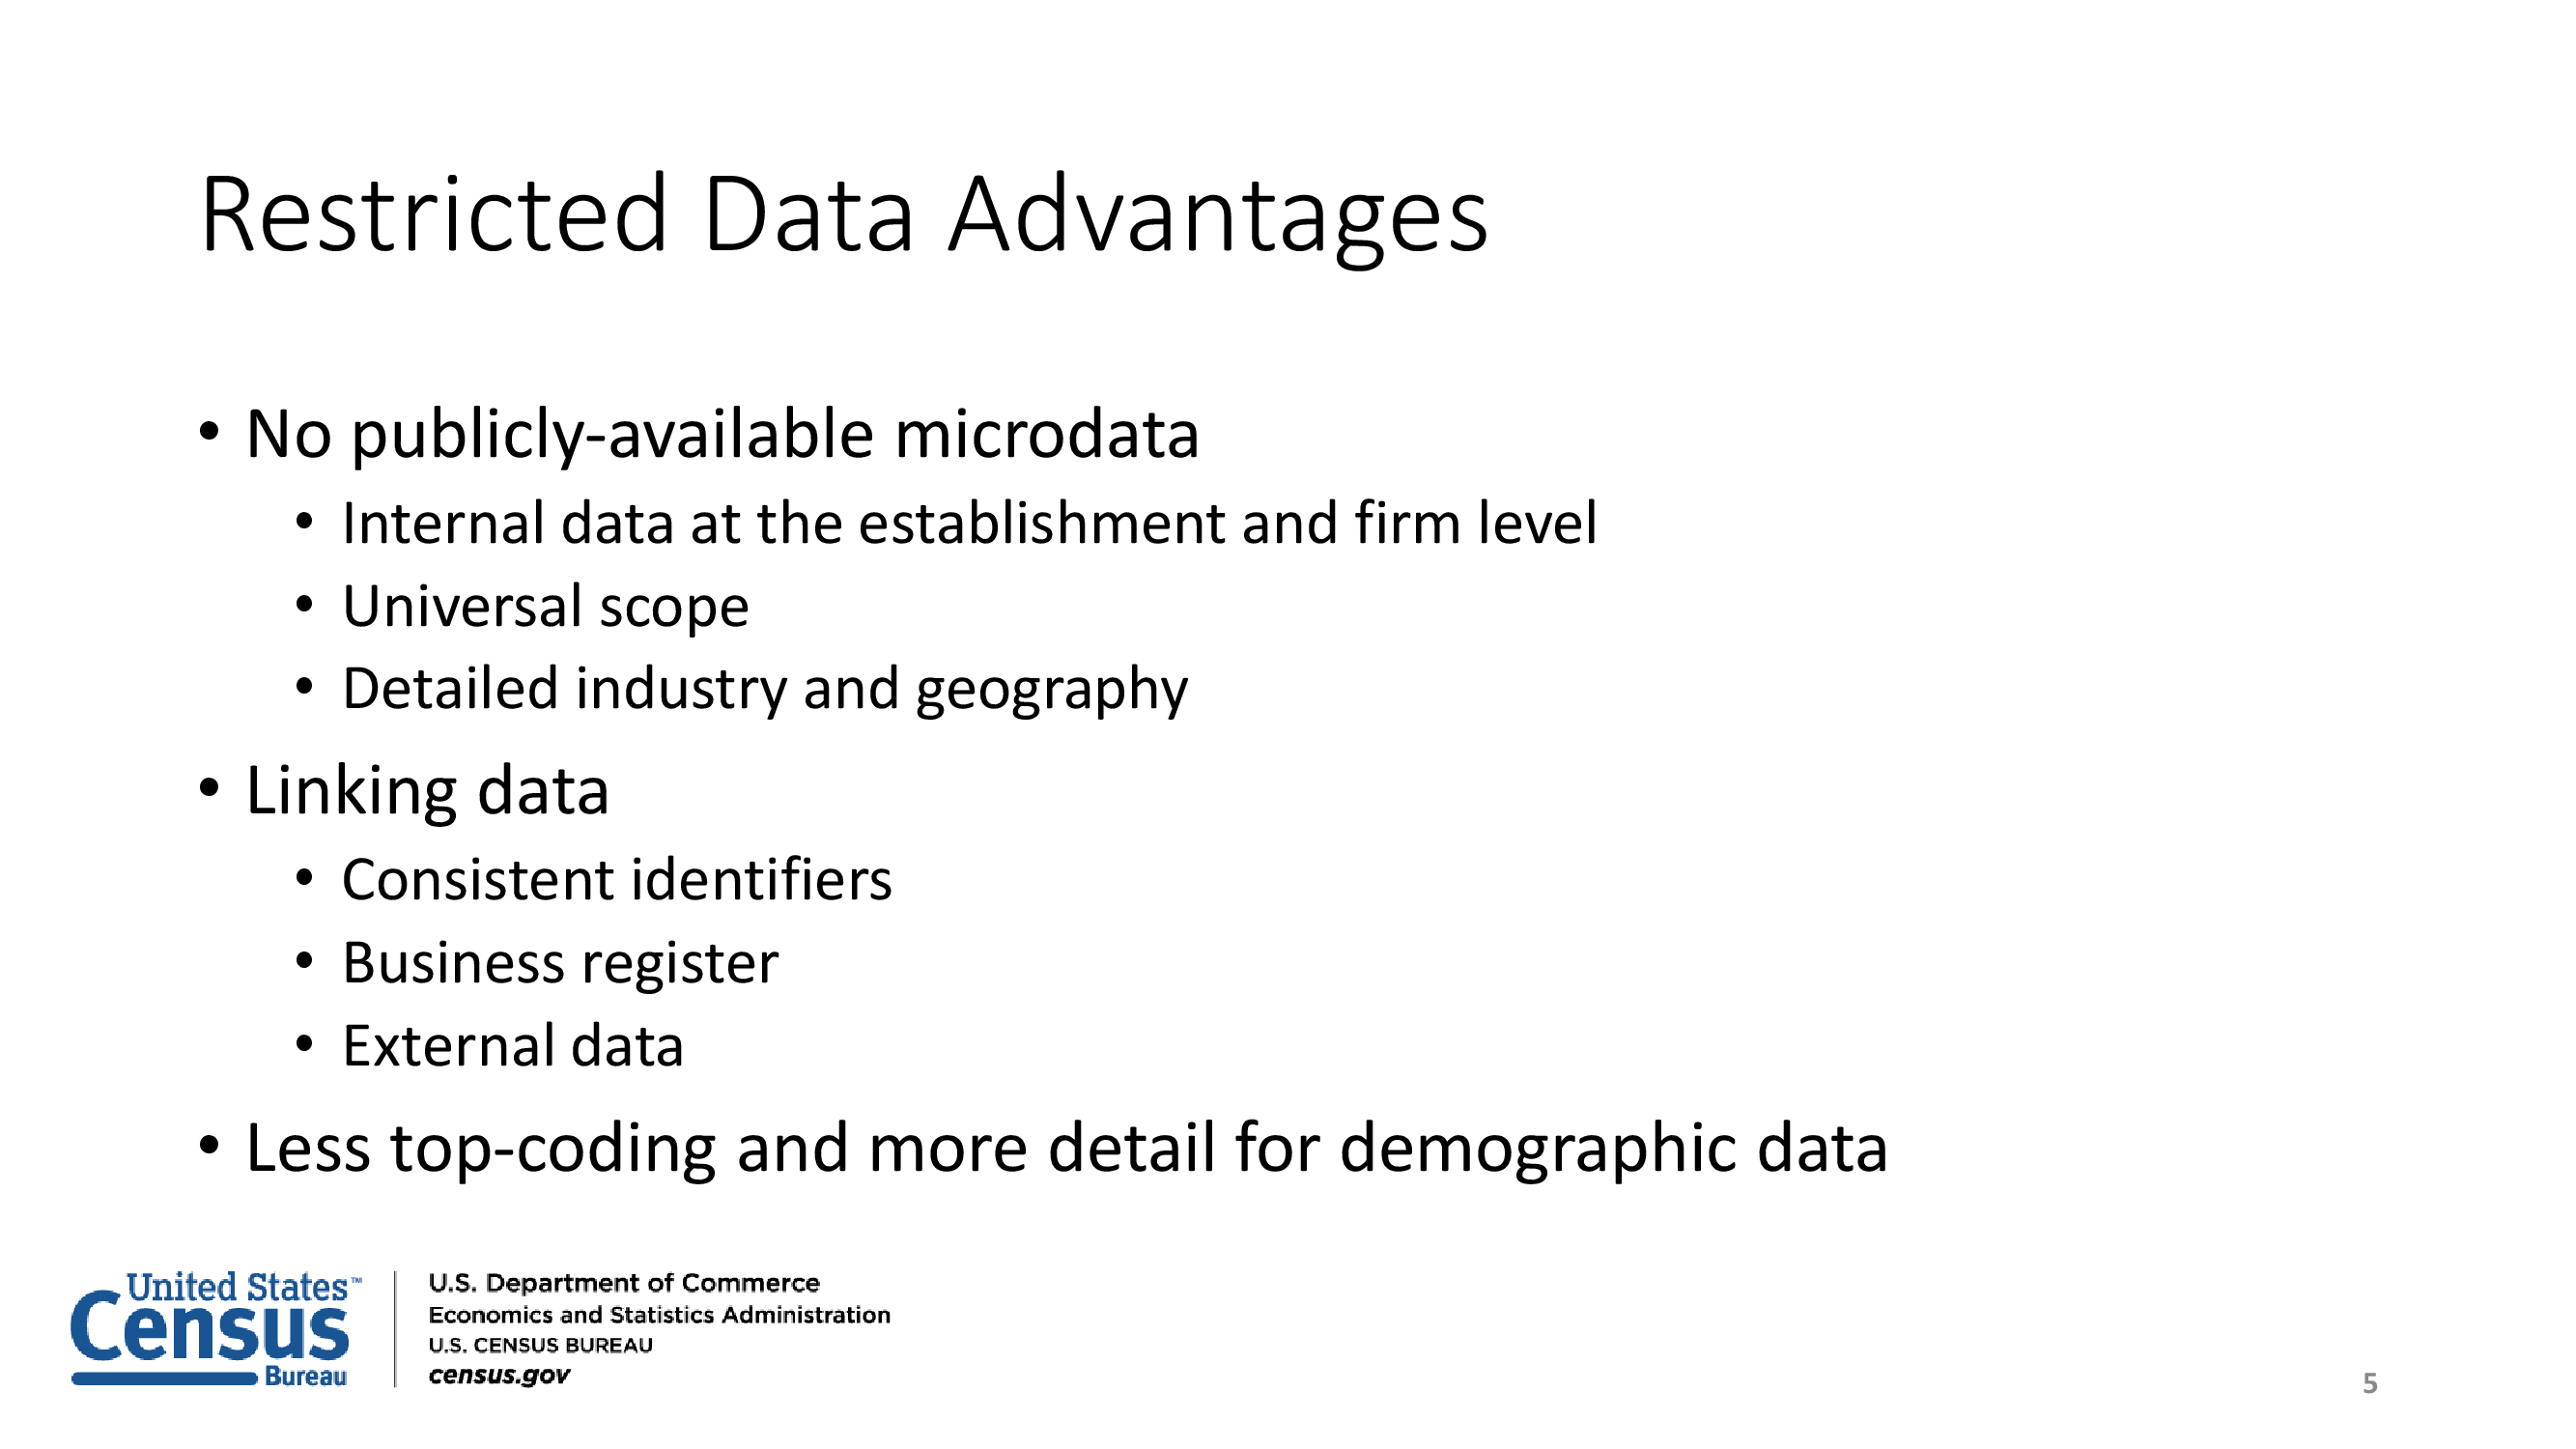 Restricted Data Advantages
• No publicly-available microdata
• Internal data at the establishment and firm level
• Universal scope
• Detailed industry and geography
• Linking data
• Consistent identifiers
• Business register
• External data
• Less top-coding and more detail for demographic data
United States™
Census
Bureau
U.S. Department of Commerce
Economics and Statistics Administration
U.S. CENSUS BUREAU
census.gov
5